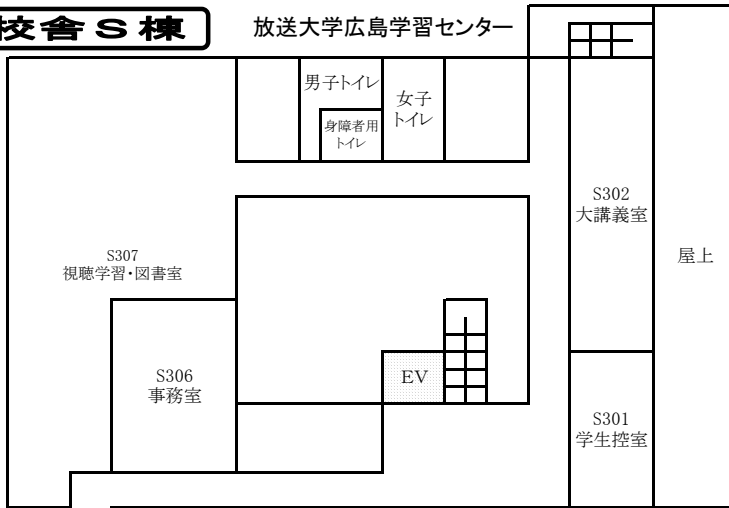 校舎S棟
放送大学広島学習センター
男子トイレ
女子
トイレ
身障者用
トイレ
S302
大講義室
屋上
S307
視聴学習・図書室
S306
事務室
EV
S301
学生控室